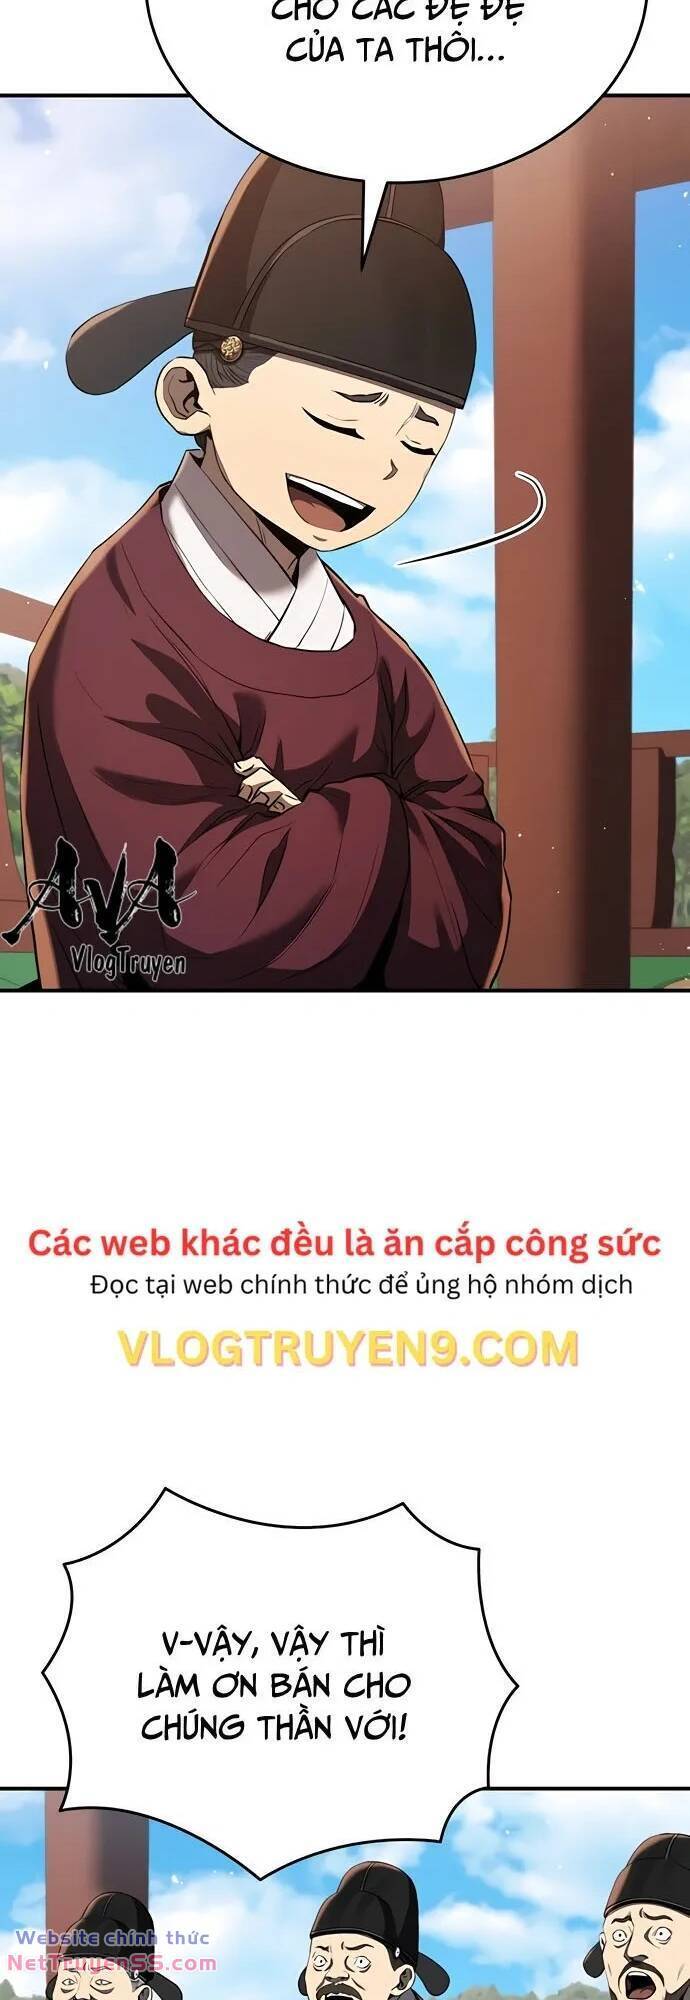 CHO CÁC ĐỆ ĐỆ
CỦA TA THÔI...
AVA
VlogTruyen
Các web khác đều là ăn cắp công sức
Đọc tại web chính thức để ủng hộ nhóm dịch
VLOGTRUYEN9.COM
V-VẬY, VẬY THÌ
LÀM ƠN BÁN CHO
CHÚNG THẦN VỚI!
Website chính thức
NetTruyenSS.com